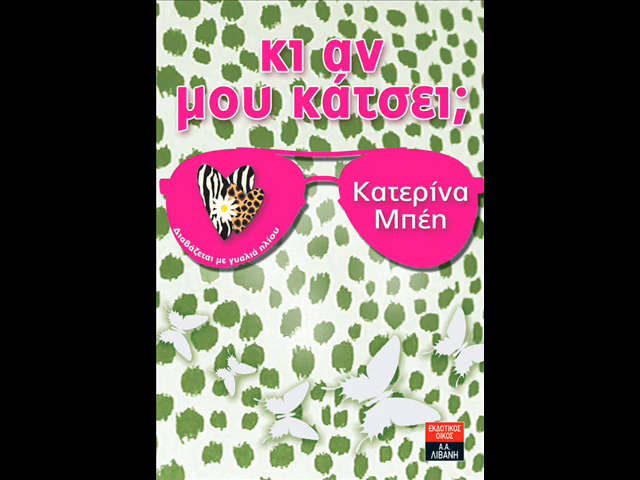 κι αν
μου κάτσει;
Κατερίνα
Μπέη
Διαβάζεται με γυαλιά ηλίου
ΕΚΔΟΤΙΚΟΣ
ΟΙΚΟΣ
Α.Α.
ΛΙΒΑΝΗ